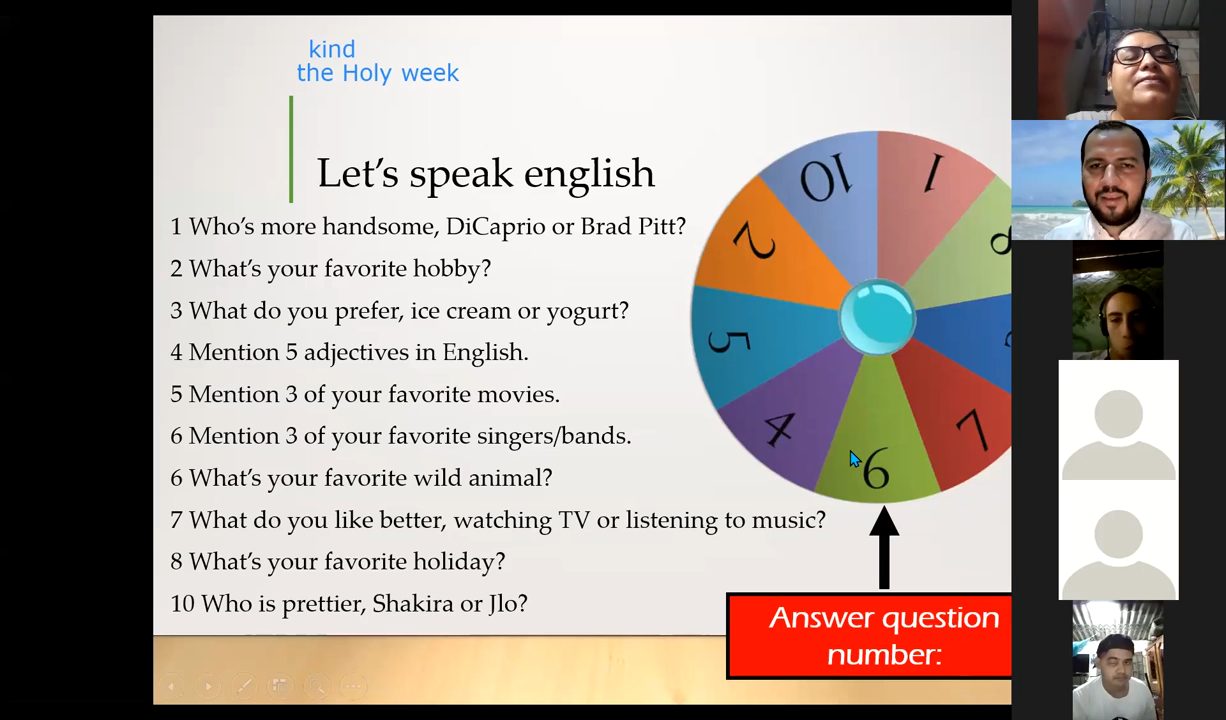 kind
the Holy week
Let's speak english
1 Who's more handsome, DiCaprio or Brad Pitt?
2 What's your favorite hobby?
3 What do you prefer, ice cream or yogurt?
4 Mention 5 adjectives in English.
5 Mention 3 of your favorite movies.
6 Mention 3 of your favorite singers/bands.
6 What's your favorite wild animal?
7 What do you like better, watching TV or listening to music?
8 What's your favorite holiday?
10 Who is prettier, Shakira or Jlo?
10
1
2
5
4
6
7
Answer question
number: